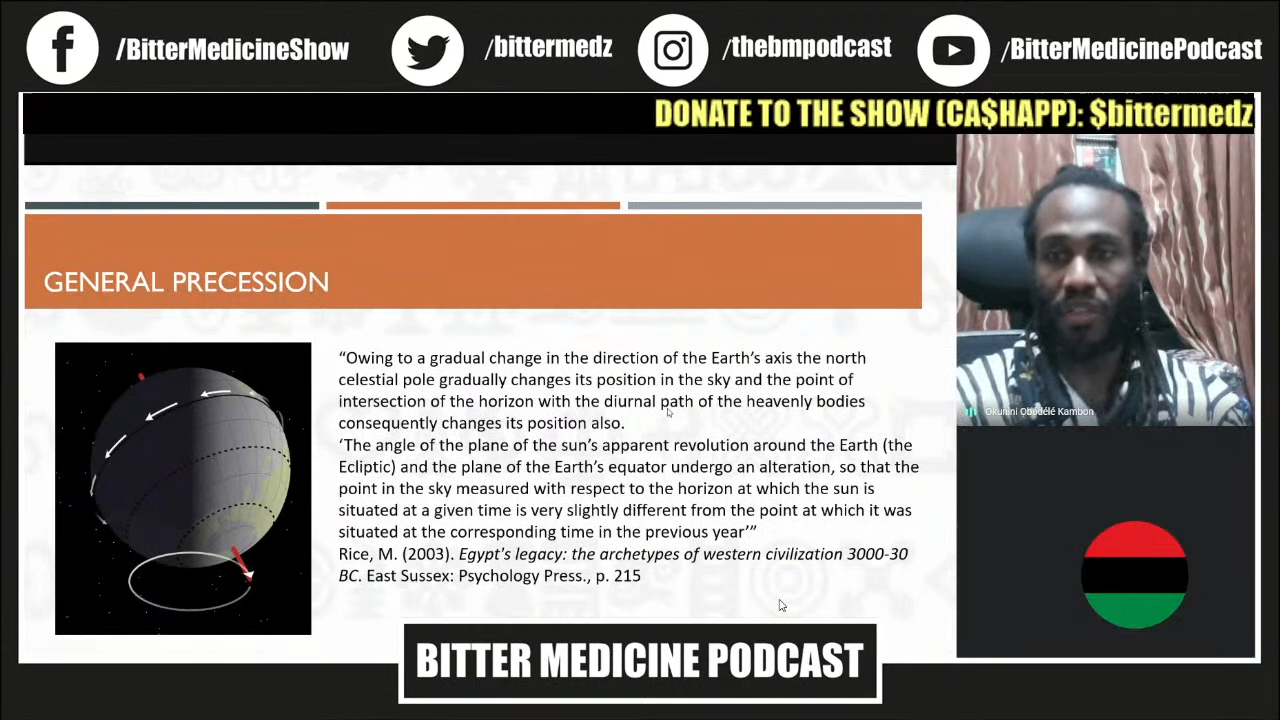 /BitterMedicineShow
/bittermedz
/thebmpodcast
/BitterMedicinePodcast
DONATE TO THE SHOW (CA$HAPP): $bittermedz
GENERAL PRECESSION
“Owing to a gradual change in the direction of the Earth’s axis the north
celestial pole gradually changes its position in the sky and the point of
intersection of the horizon with the diurnal path of the heavenly bodies
consequently changes its position also.
‘The angle of the plane of the sun’s apparent revolution around the Earth (the
Ecliptic) and the plane of the Earth’s equator undergo an alteration, so that the
point in the sky measured with respect to the horizon at which the sun is
situated at a given time is very slightly different from the point at which it was
situated at the corresponding time in the previous year’”
Rice, M. (2003). Egypt's legacy: the archetypes of western civilization 3000-30
BC. East Sussex: Psychology Press., p. 215
Okunini Ọbádélé Kambon
BITTER MEDICINE PODCAST